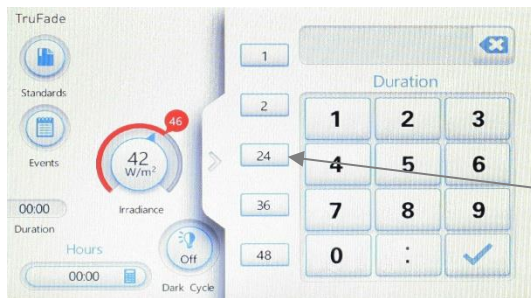 TruFade
Standards
Events
46
42
W/m²
Irradiance
00:00
Duration
Hours
00:00
Off
Dark Cycle
1
2
24
36
48
Duration
1 2 3
4 5 6
7 8 9
0 :